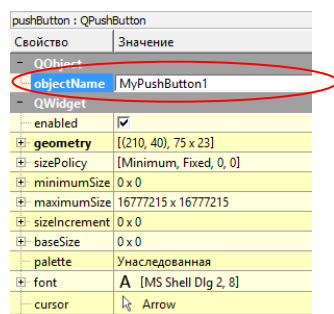 pushButton : QPushButton
Свойство Значение
QObject
objectName MyPushButton1
QWidget
enabled
geometry [(210, 40), 75 x 23]
sizePolicy [Minimum, Fixed, 0, 0]
minimumSize 0 x 0
maximumSize 16777215 x 16777215
sizeIncrement 0 x 0
baseSize 0 x 0
palette Унаследованная
font A [MS Shell Dlg 2, 8]
cursor Arrow